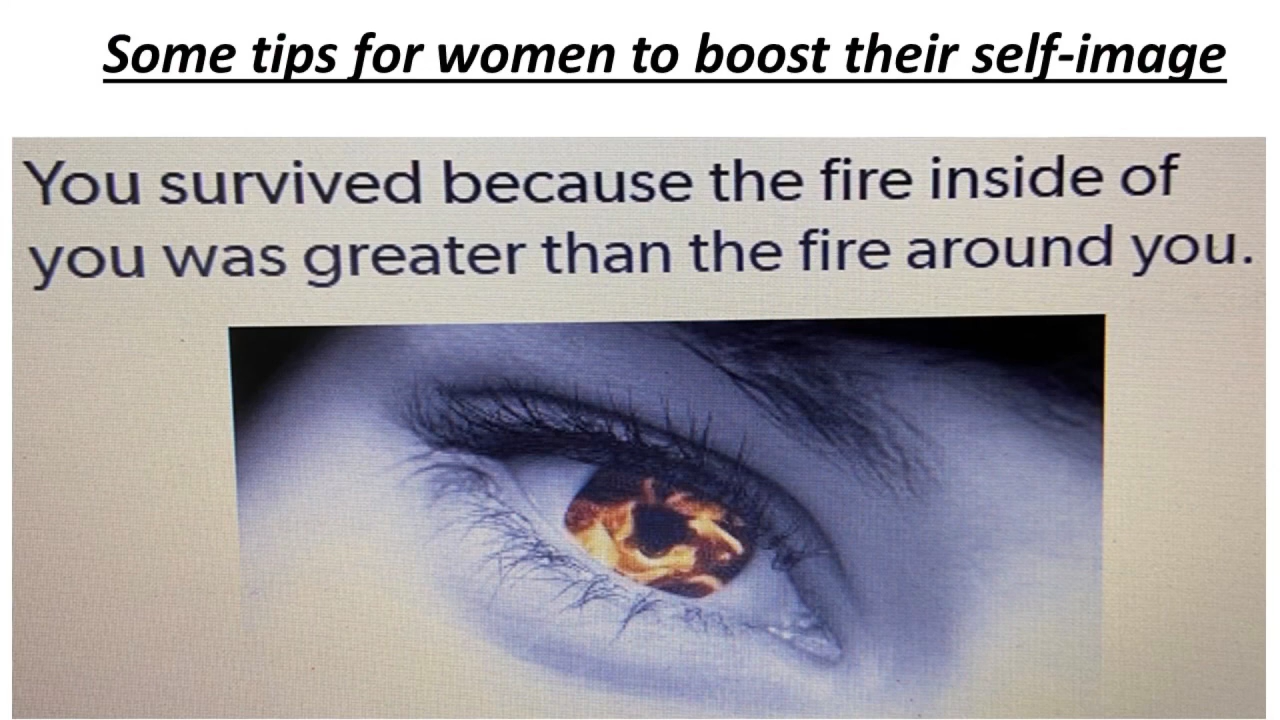 Some tips for women to boost their self-image
You survived because the fire inside of
you was greater than the fire around you.